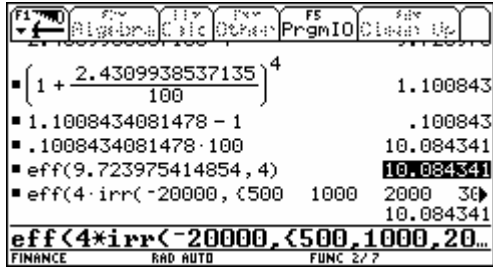 F1 F2 F3 F4 F5 F6
Algebra Calc Other PrgmIO Clean Up
(1 + 2.4309938537135 / 100)^4 1.100843
1.1008434081478 - 1 .100843
.1008434081478·100 10.084341
eff(9.723975414854, 4) 10.084341
eff(4·irr(-20000, {500 1000 2000 30
10.084341
eff(4*irr(-20000,{500,1000,20…
FINANCE RAD AUTO FUNC 2/7